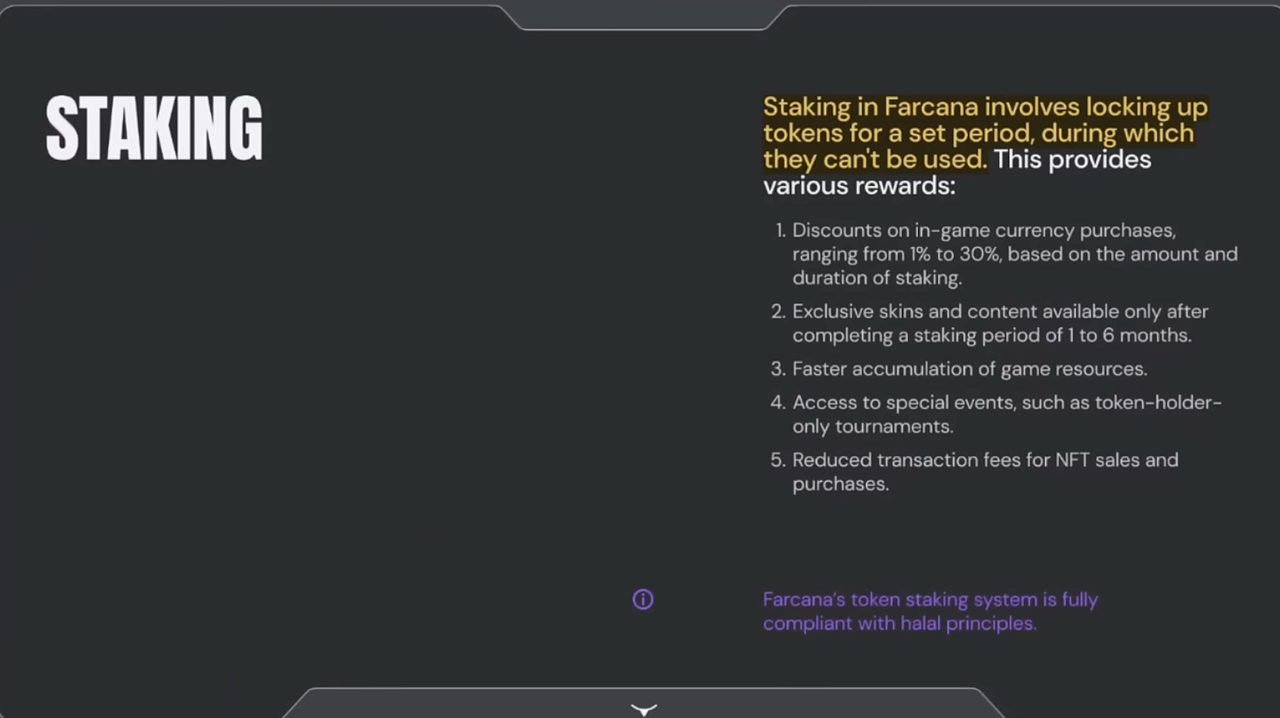 STAKING
Staking in Farcana involves locking up
tokens for a set period, during which
they can't be used. This provides
various rewards:
1. Discounts on in-game currency purchases,
ranging from 1% to 30%, based on the amount and
duration of staking.
2. Exclusive skins and content available only after
completing a staking period of 1 to 6 months.
3. Faster accumulation of game resources.
4. Access to special events, such as token-holder-
only tournaments.
5. Reduced transaction fees for NFT sales and
purchases.
Farcana’s token staking system is fully
compliant with halal principles.